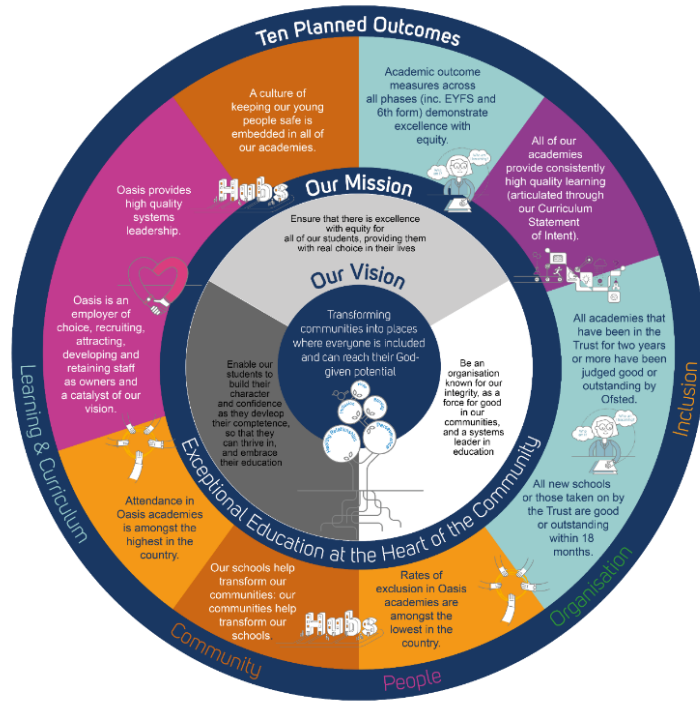 Ten Planned Outcomes
Academic outcome
measures across
all phases (inc. EYFS and
6th form) demonstrate
excellence with
equity.
All of our
academies
provide consistently
high quality learning
(articulated through
our Curriculum
Statement
of Intent).
All academies that
have been in the
Trust for two years
or more have been
judged good or
outstanding by
Ofsted.
All new schools
or those taken on by
the Trust are good
or outstanding
within 18
months.
Rates of
exclusion in Oasis
academies are
amongst the
lowest in the
country.
Our schools help
transform our
communities: our
communities help
transform our
schools.
Hubs
Attendance in
Oasis academies
is amongst the
highest in the
country.
Oasis is an
employer of
choice, recruiting,
attracting,
developing and
retaining staff
as owners and
a catalyst of our
vision.
Oasis provides
high quality
systems
leadership.
A culture of
keeping our young
people safe is
embedded in all of
our academies.
Hubs
Our Mission
Ensure that there is excellence
with equity for
all of our students, providing them
with real choice in their lives
Be an
organisation
known for our
integrity, as a
force for good
in our
communities,
and a systems
leader in
education
Enable our
students to
build their
character
and confidence
as they devleop
their competence,
so that they
can thrive in,
and embrace
their education
Our Vision
Transforming
communities into places
where everyone is included
and can reach their God-
given potential
Exceptional Education at the Heart of the Community
Learning & Curriculum
Community
People
Organisation
Inclusion